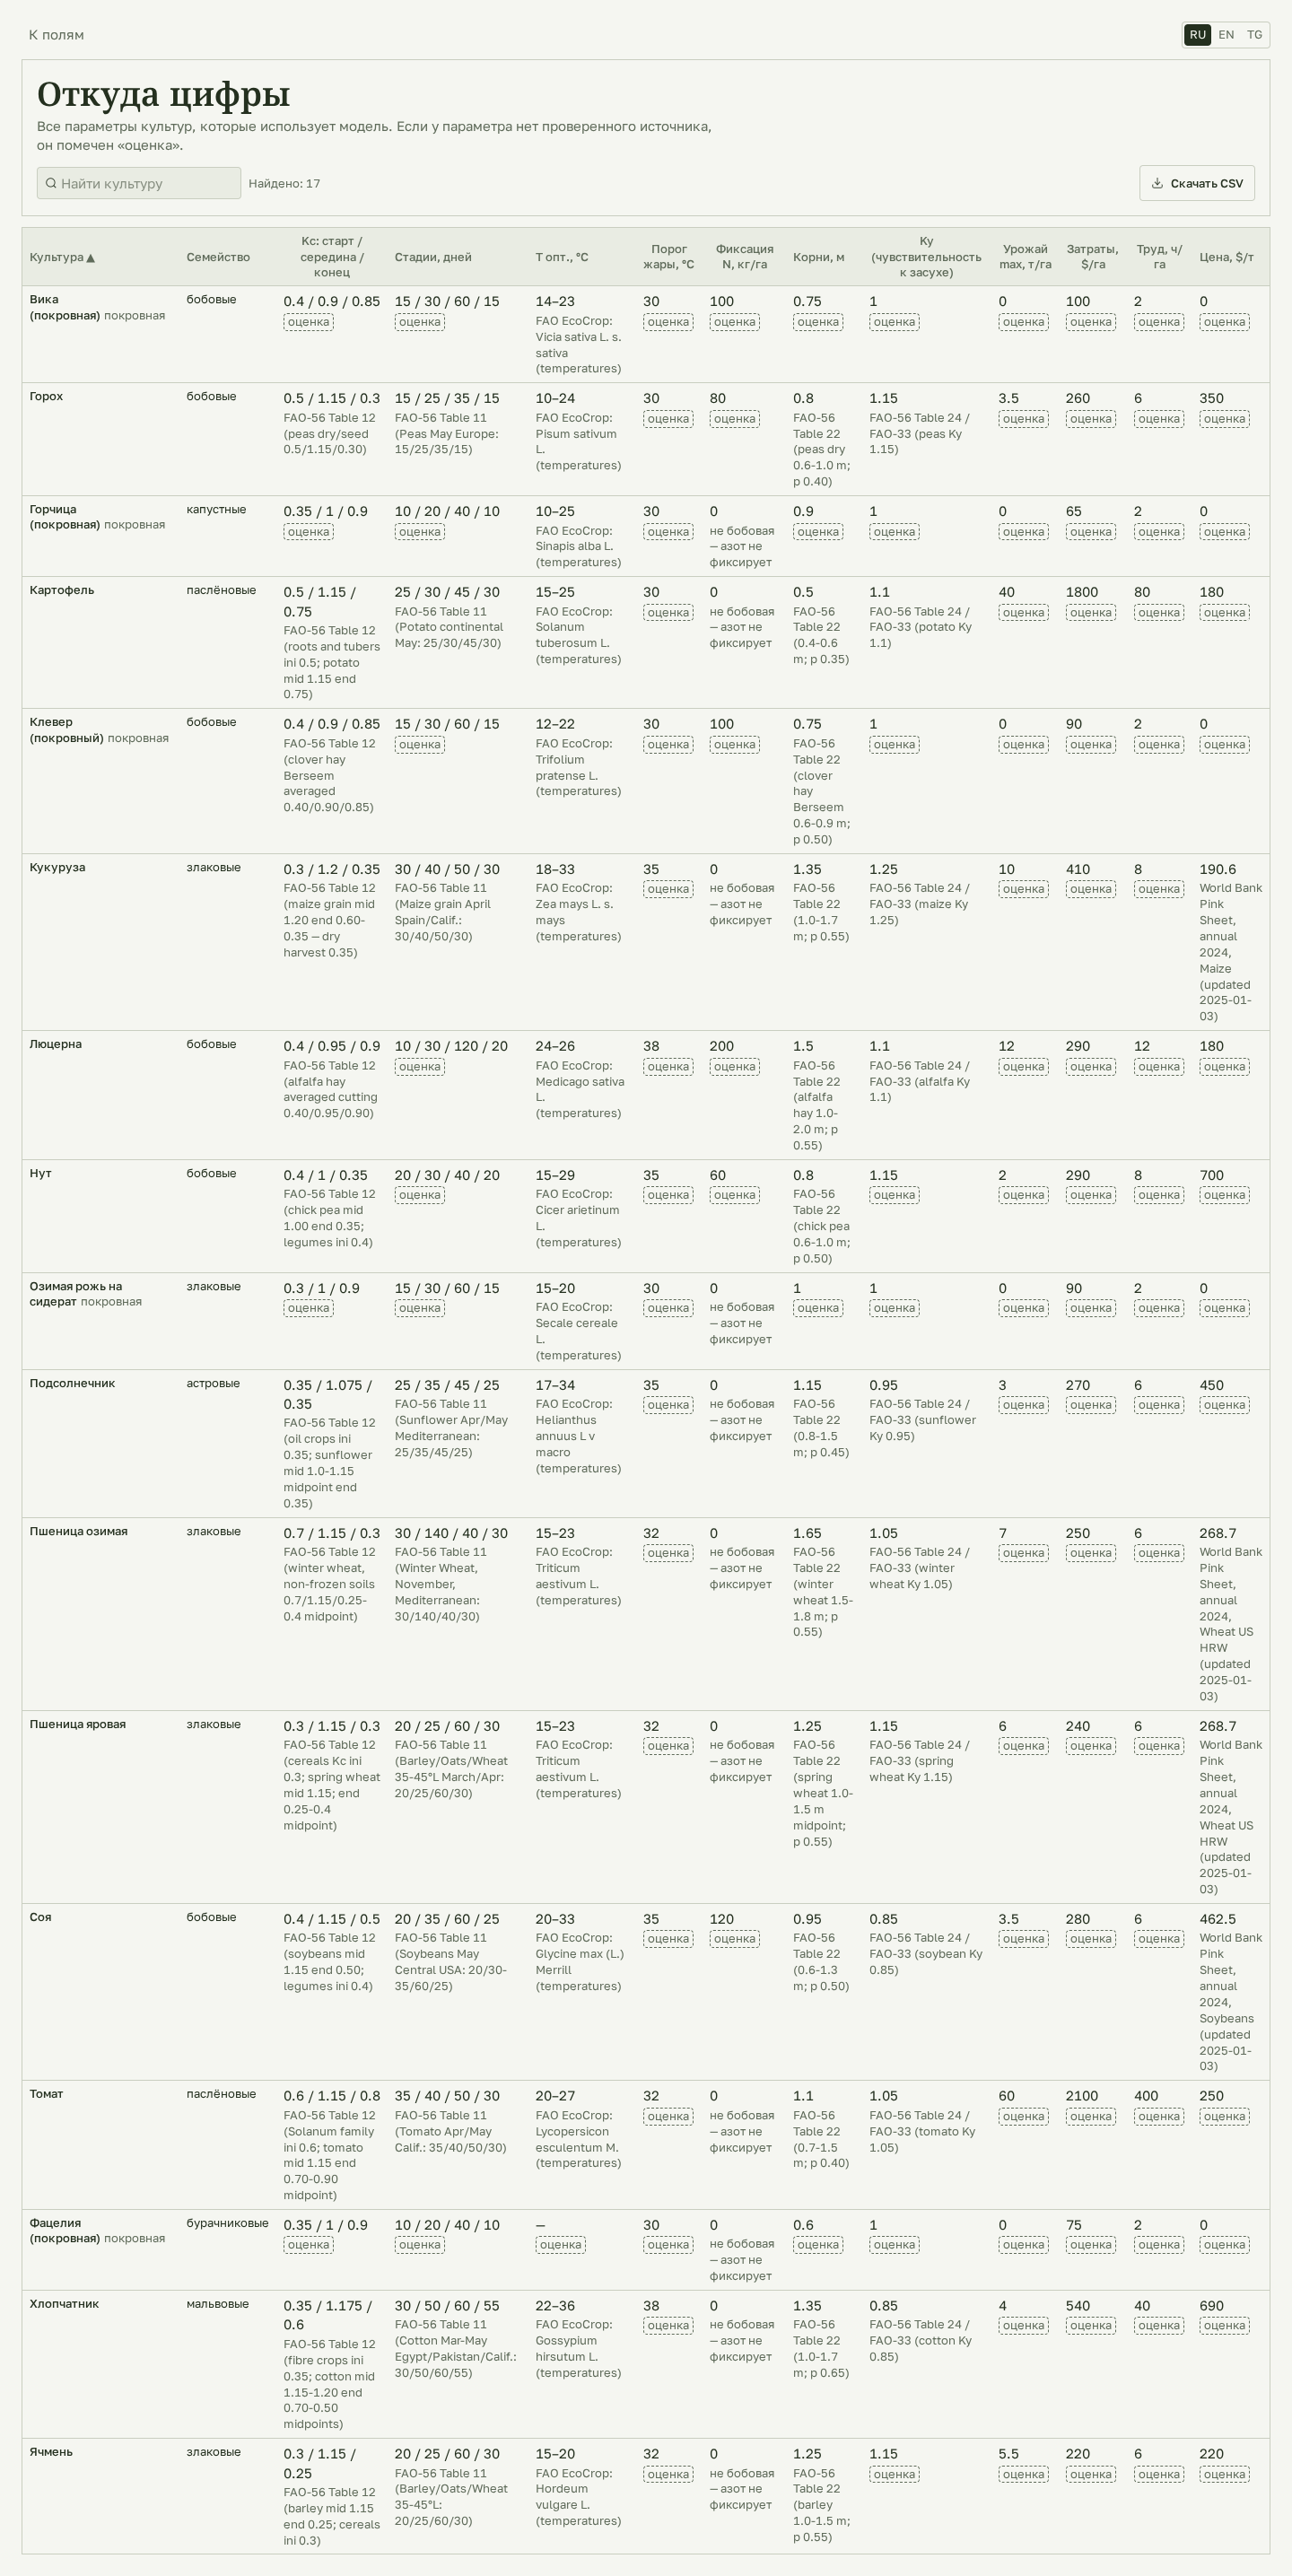 К полям
RU EN TG
Откуда цифры
Все параметры культур, которые использует модель. Если у параметра нет проверенного источника,
он помечен «оценка».
Найти культуру
Найдено: 17
Скачать CSV
Культура ▲
Семейство
Kc: старт /
середина /
конец
Стадии, дней
T опт., °C
Порог
жары, °C
Фиксация
N, кг/га
Корни, м
Ky
(чувствительность
к засухе)
Урожай
max, т/га
Затраты,
$/га
Труд, ч/
га
Цена, $/т
Вика
(покровная) покровная
бобовые
0.4 / 0.9 / 0.85
оценка
15 / 30 / 60 / 15
оценка
14–23
FAO EcoCrop:
Vicia sativa L. s.
sativa
(temperatures)
30
оценка
100
оценка
0.75
оценка
1
оценка
0
оценка
100
оценка
2
оценка
0
оценка
Горох
бобовые
0.5 / 1.15 / 0.3
FAO-56 Table 12
(peas dry/seed
0.5/1.15/0.30)
15 / 25 / 35 / 15
FAO-56 Table 11
(Peas May Europe:
15/25/35/15)
10–24
FAO EcoCrop:
Pisum sativum
L.
(temperatures)
30
оценка
80
оценка
0.8
FAO-56
Table 22
(peas dry
0.6-1.0 m;
p 0.40)
1.15
FAO-56 Table 24 /
FAO-33 (peas Ky
1.15)
3.5
оценка
260
оценка
6
оценка
350
оценка
Горчица
(покровная) покровная
капустные
0.35 / 1 / 0.9
оценка
10 / 20 / 40 / 10
оценка
10–25
FAO EcoCrop:
Sinapis alba L.
(temperatures)
30
оценка
0
не бобовая
— азот не
фиксирует
0.9
оценка
1
оценка
0
оценка
65
оценка
2
оценка
0
оценка
Картофель
паслёновые
0.5 / 1.15 /
0.75
FAO-56 Table 12
(roots and tubers
ini 0.5; potato
mid 1.15 end
0.75)
25 / 30 / 45 / 30
FAO-56 Table 11
(Potato continental
May: 25/30/45/30)
15–25
FAO EcoCrop:
Solanum
tuberosum L.
(temperatures)
30
оценка
0
не бобовая
— азот не
фиксирует
0.5
FAO-56
Table 22
(0.4-0.6
m; p 0.35)
1.1
FAO-56 Table 24 /
FAO-33 (potato Ky
1.1)
40
оценка
1800
оценка
80
оценка
180
оценка
Клевер
(покровный) покровная
бобовые
0.4 / 0.9 / 0.85
FAO-56 Table 12
(clover hay
Berseem
averaged
0.40/0.90/0.85)
15 / 30 / 60 / 15
оценка
12–22
FAO EcoCrop:
Trifolium
pratense L.
(temperatures)
30
оценка
100
оценка
0.75
FAO-56
Table 22
(clover
hay
Berseem
0.6-0.9 m;
p 0.50)
1
оценка
0
оценка
90
оценка
2
оценка
0
оценка
Кукуруза
злаковые
0.3 / 1.2 / 0.35
FAO-56 Table 12
(maize grain mid
1.20 end 0.60-
0.35 — dry
harvest 0.35)
30 / 40 / 50 / 30
FAO-56 Table 11
(Maize grain April
Spain/Calif.:
30/40/50/30)
18–33
FAO EcoCrop:
Zea mays L. s.
mays
(temperatures)
35
оценка
0
не бобовая
— азот не
фиксирует
1.35
FAO-56
Table 22
(1.0-1.7
m; p 0.55)
1.25
FAO-56 Table 24 /
FAO-33 (maize Ky
1.25)
10
оценка
410
оценка
8
оценка
190.6
World Bank
Pink
Sheet,
annual
2024,
Maize
(updated
2025-01-
03)
Люцерна
бобовые
0.4 / 0.95 / 0.9
FAO-56 Table 12
(alfalfa hay
averaged cutting
0.40/0.95/0.90)
10 / 30 / 120 / 20
оценка
24–26
FAO EcoCrop:
Medicago sativa
L.
(temperatures)
38
оценка
200
оценка
1.5
FAO-56
Table 22
(alfalfa
hay 1.0-
2.0 m; p
0.55)
1.1
FAO-56 Table 24 /
FAO-33 (alfalfa Ky
1.1)
12
оценка
290
оценка
12
оценка
180
оценка
Нут
бобовые
0.4 / 1 / 0.35
FAO-56 Table 12
(chick pea mid
1.00 end 0.35;
legumes ini 0.4)
20 / 30 / 40 / 20
оценка
15–29
FAO EcoCrop:
Cicer arietinum
L.
(temperatures)
35
оценка
60
оценка
0.8
FAO-56
Table 22
(chick pea
0.6-1.0 m;
p 0.50)
1.15
оценка
2
оценка
290
оценка
8
оценка
700
оценка
Озимая рожь на
сидерат покровная
злаковые
0.3 / 1 / 0.9
оценка
15 / 30 / 60 / 15
оценка
15–20
FAO EcoCrop:
Secale cereale
L.
(temperatures)
30
оценка
0
не бобовая
— азот не
фиксирует
1
оценка
1
оценка
0
оценка
90
оценка
2
оценка
0
оценка
Подсолнечник
астровые
0.35 / 1.075 /
0.35
FAO-56 Table 12
(oil crops ini
0.35; sunflower
mid 1.0-1.15
midpoint end
0.35)
25 / 35 / 45 / 25
FAO-56 Table 11
(Sunflower Apr/May
Mediterranean:
25/35/45/25)
17–34
FAO EcoCrop:
Helianthus
annuus L v
macro
(temperatures)
35
оценка
0
не бобовая
— азот не
фиксирует
1.15
FAO-56
Table 22
(0.8-1.5
m; p 0.45)
0.95
FAO-56 Table 24 /
FAO-33 (sunflower
Ky 0.95)
3
оценка
270
оценка
6
оценка
450
оценка
Пшеница озимая
злаковые
0.7 / 1.15 / 0.3
FAO-56 Table 12
(winter wheat,
non-frozen soils
0.7/1.15/0.25-
0.4 midpoint)
30 / 140 / 40 / 30
FAO-56 Table 11
(Winter Wheat,
November,
Mediterranean:
30/140/40/30)
15–23
FAO EcoCrop:
Triticum
aestivum L.
(temperatures)
32
оценка
0
не бобовая
— азот не
фиксирует
1.65
FAO-56
Table 22
(winter
wheat 1.5-
1.8 m; p
0.55)
1.05
FAO-56 Table 24 /
FAO-33 (winter
wheat Ky 1.05)
7
оценка
250
оценка
6
оценка
268.7
World Bank
Pink
Sheet,
annual
2024,
Wheat US
HRW
(updated
2025-01-
03)
Пшеница яровая
злаковые
0.3 / 1.15 / 0.3
FAO-56 Table 12
(cereals Kc ini
0.3; spring wheat
mid 1.15; end
0.25-0.4
midpoint)
20 / 25 / 60 / 30
FAO-56 Table 11
(Barley/Oats/Wheat
35-45°L March/Apr:
20/25/60/30)
15–23
FAO EcoCrop:
Triticum
aestivum L.
(temperatures)
32
оценка
0
не бобовая
— азот не
фиксирует
1.25
FAO-56
Table 22
(spring
wheat 1.0-
1.5 m
midpoint;
p 0.55)
1.15
FAO-56 Table 24 /
FAO-33 (spring
wheat Ky 1.15)
6
оценка
240
оценка
6
оценка
268.7
World Bank
Pink
Sheet,
annual
2024,
Wheat US
HRW
(updated
2025-01-
03)
Соя
бобовые
0.4 / 1.15 / 0.5
FAO-56 Table 12
(soybeans mid
1.15 end 0.50;
legumes ini 0.4)
20 / 35 / 60 / 25
FAO-56 Table 11
(Soybeans May
Central USA: 20/30-
35/60/25)
20–33
FAO EcoCrop:
Glycine max (L.)
Merrill
(temperatures)
35
оценка
120
оценка
0.95
FAO-56
Table 22
(0.6-1.3
m; p 0.50)
0.85
FAO-56 Table 24 /
FAO-33 (soybean Ky
0.85)
3.5
оценка
280
оценка
6
оценка
462.5
World Bank
Pink
Sheet,
annual
2024,
Soybeans
(updated
2025-01-
03)
Томат
паслёновые
0.6 / 1.15 / 0.8
FAO-56 Table 12
(Solanum family
ini 0.6; tomato
mid 1.15 end
0.70-0.90
midpoint)
35 / 40 / 50 / 30
FAO-56 Table 11
(Tomato Apr/May
Calif.: 35/40/50/30)
20–27
FAO EcoCrop:
Lycopersicon
esculentum M.
(temperatures)
32
оценка
0
не бобовая
— азот не
фиксирует
1.1
FAO-56
Table 22
(0.7-1.5
m; p 0.40)
1.05
FAO-56 Table 24 /
FAO-33 (tomato Ky
1.05)
60
оценка
2100
оценка
400
оценка
250
оценка
Фацелия
(покровная) покровная
бурачниковые
0.35 / 1 / 0.9
оценка
10 / 20 / 40 / 10
оценка
—
оценка
30
оценка
0
не бобовая
— азот не
фиксирует
0.6
оценка
1
оценка
0
оценка
75
оценка
2
оценка
0
оценка
Хлопчатник
мальвовые
0.35 / 1.175 /
0.6
FAO-56 Table 12
(fibre crops ini
0.35; cotton mid
1.15-1.20 end
0.70-0.50
midpoints)
30 / 50 / 60 / 55
FAO-56 Table 11
(Cotton Mar-May
Egypt/Pakistan/Calif.:
30/50/60/55)
22–36
FAO EcoCrop:
Gossypium
hirsutum L.
(temperatures)
38
оценка
0
не бобовая
— азот не
фиксирует
1.35
FAO-56
Table 22
(1.0-1.7
m; p 0.65)
0.85
FAO-56 Table 24 /
FAO-33 (cotton Ky
0.85)
4
оценка
540
оценка
40
оценка
690
оценка
Ячмень
злаковые
0.3 / 1.15 /
0.25
FAO-56 Table 12
(barley mid 1.15
end 0.25; cereals
ini 0.3)
20 / 25 / 60 / 30
FAO-56 Table 11
(Barley/Oats/Wheat
35-45°L:
20/25/60/30)
15–20
FAO EcoCrop:
Hordeum
vulgare L.
(temperatures)
32
оценка
0
не бобовая
— азот не
фиксирует
1.25
FAO-56
Table 22
(barley
1.0-1.5 m;
p 0.55)
1.15
оценка
5.5
оценка
220
оценка
6
оценка
220
оценка